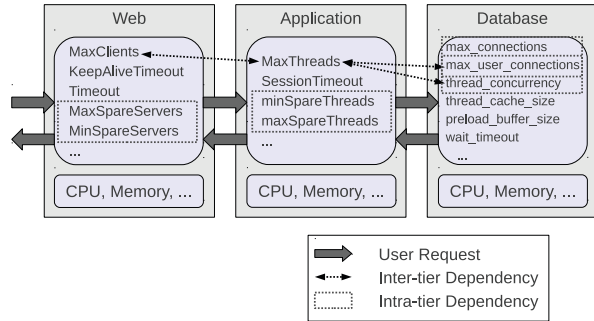 Web
MaxClients
KeepAliveTimeout
Timeout
MaxSpareServers
MinSpareServers
...
CPU, Memory, ...
Application
MaxThreads
SessionTimeout
minSpareThreads
maxSpareThreads
...
CPU, Memory, ...
Database
max_connections
max_user_connections
thread_concurrency
thread_cache_size
preload_buffer_size
wait_timeout
...
CPU, Memory, ...
User Request
Inter-tier Dependency
Intra-tier Dependency